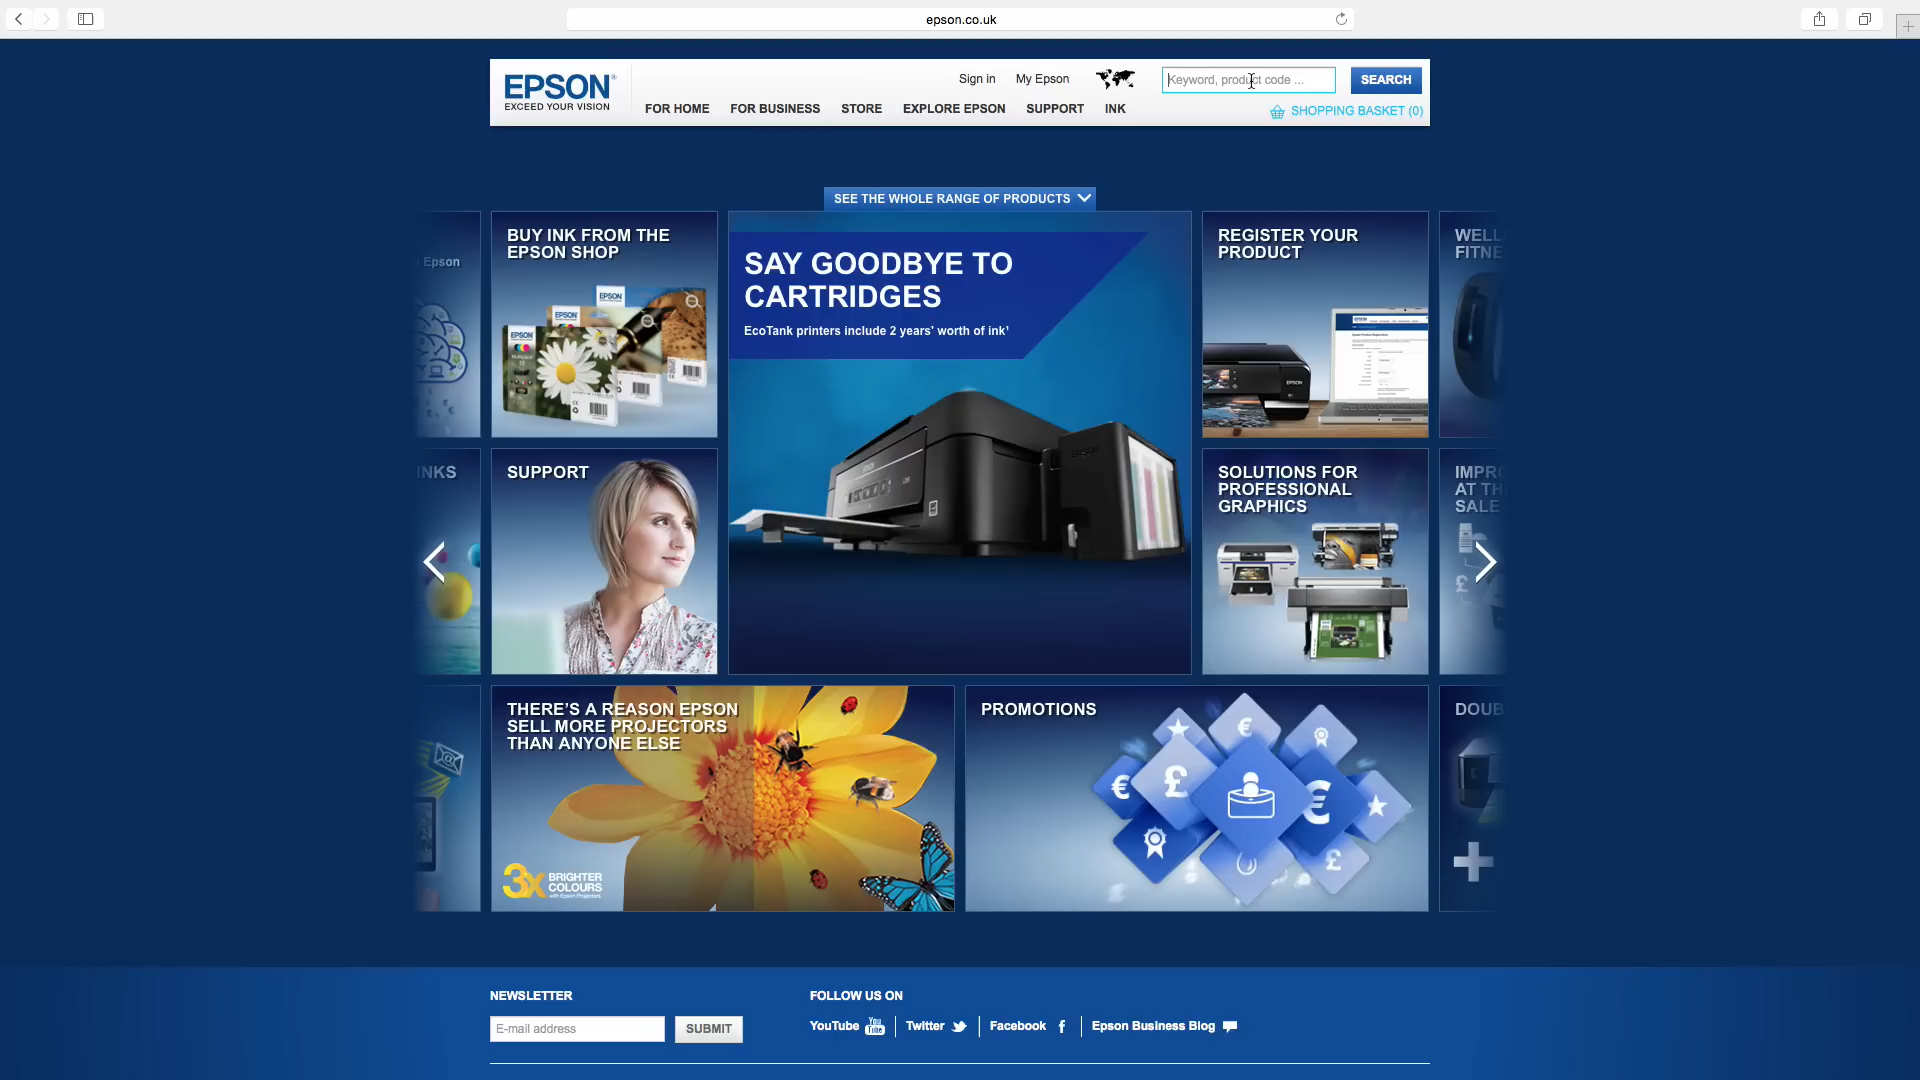 epson.co.uk
EPSON
EXCEED YOUR VISION
Sign in
My Epson
Keyword, product code ...
SEARCH
FOR HOME
FOR BUSINESS
STORE
EXPLORE EPSON
SUPPORT
INK
SHOPPING BASKET (0)
SEE THE WHOLE RANGE OF PRODUCTS
Epson
BUY INK FROM THE
EPSON SHOP
EPSON
EPSON
EPSON
SAY GOODBYE TO
CARTRIDGES
EcoTank printers include 2 years' worth of ink¹
EPSON
REGISTER YOUR
PRODUCT
EPSON
WELL
FITNE
INKS
SUPPORT
SOLUTIONS FOR
PROFESSIONAL
GRAPHICS
IMPRO
AT TH
SALE
THERE'S A REASON EPSON
SELL MORE PROJECTORS
THAN ANYONE ELSE
3x BRIGHTER
COLOURS
with Epson Projectors
PROMOTIONS
DOUB
NEWSLETTER
E-mail address
SUBMIT
FOLLOW US ON
YouTube
Twitter
Facebook
Epson Business Blog